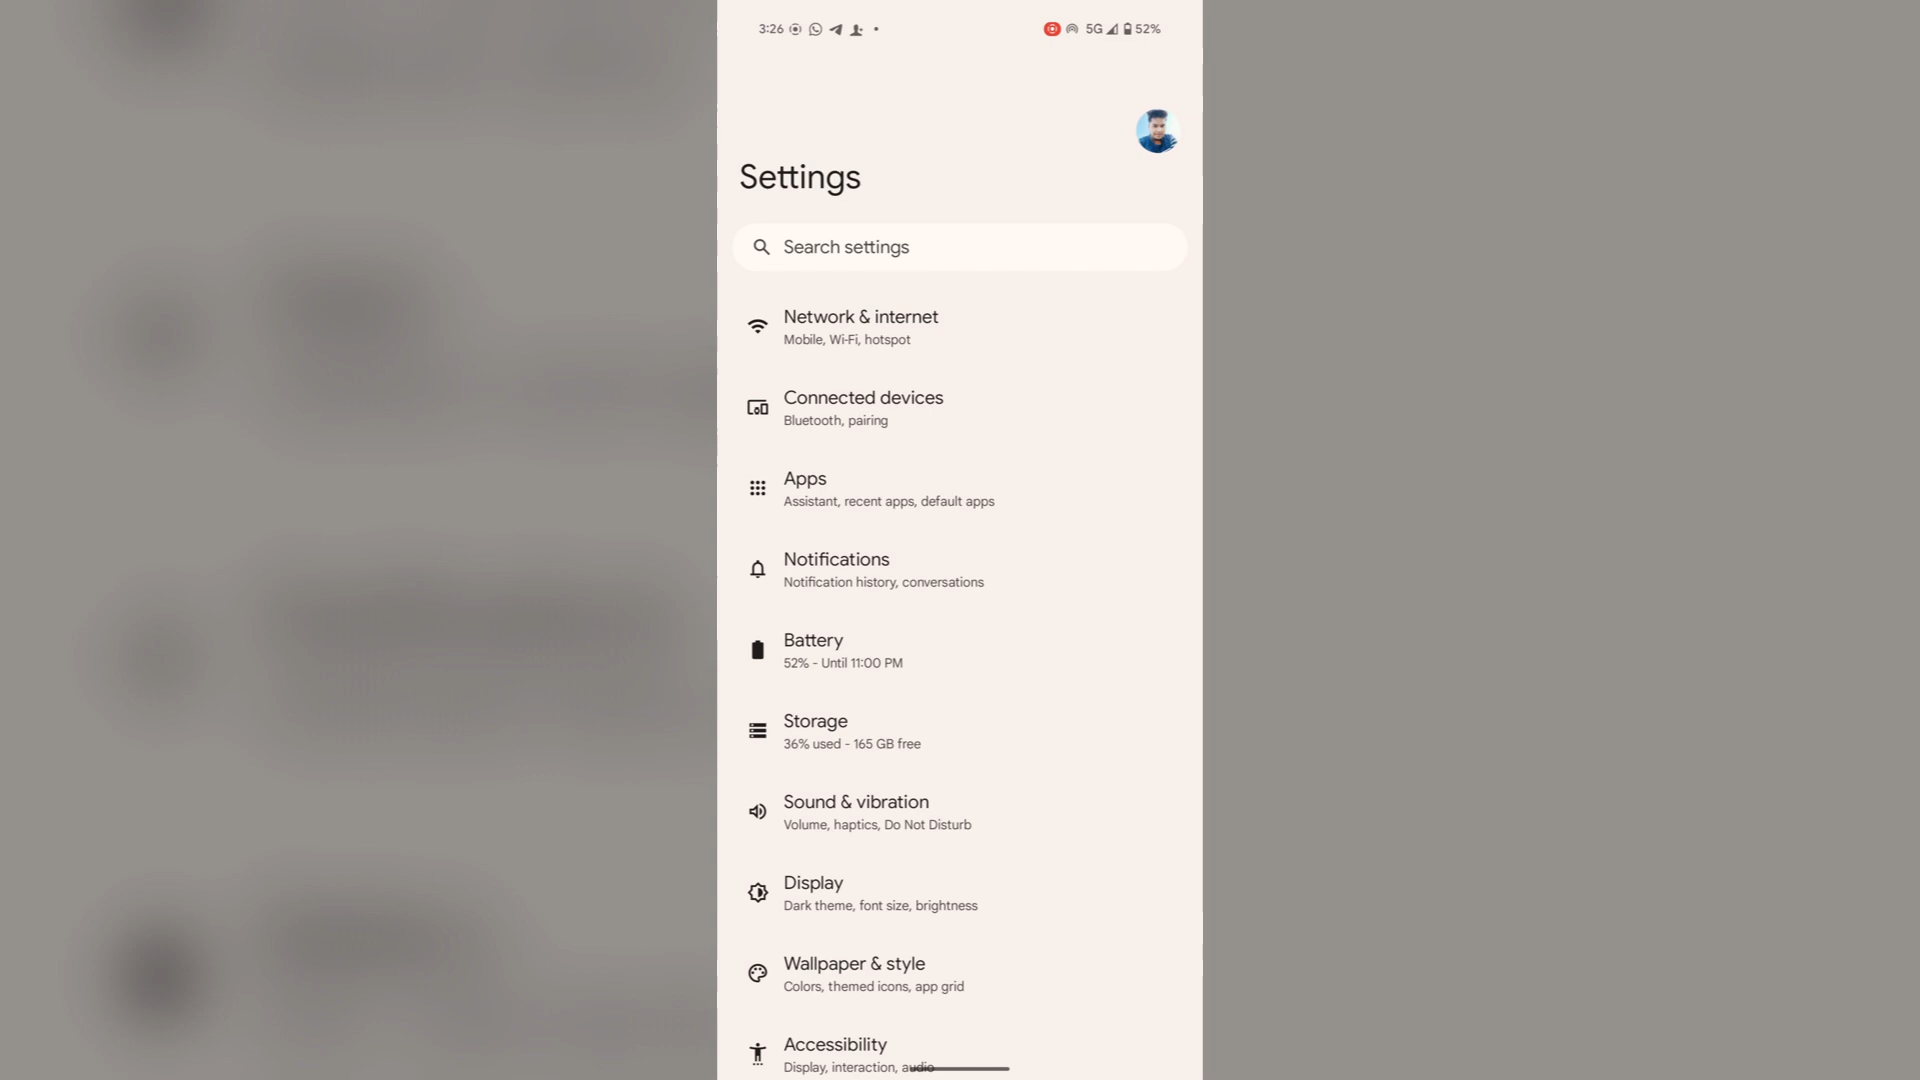 3:26 5G 52%
Settings
Search settings
Network & internet
Mobile, Wi-Fi, hotspot
Connected devices
Bluetooth, pairing
Apps
Assistant, recent apps, default apps
Notifications
Notification history, conversations
Battery
52% - Until 11:00 PM
Storage
36% used - 165 GB free
Sound & vibration
Volume, haptics, Do Not Disturb
Display
Dark theme, font size, brightness
Wallpaper & style
Colors, themed icons, app grid
Accessibility
Display, interaction, audio